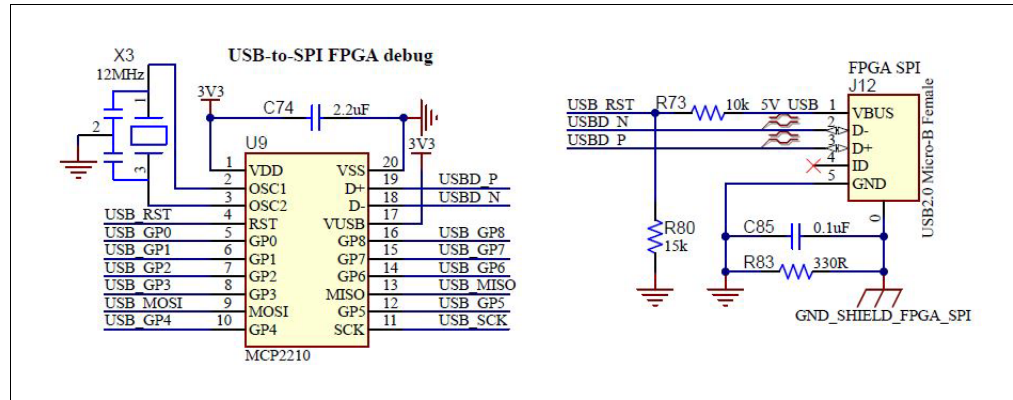 USB-to-SPI FPGA debug
X3
12MHz
1
2
3
3V3
C74
2.2uF
3V3
U9
1 VDD VSS 20
2 OSC1 D+ 19 USBD_P
3 OSC2 D- 18 USBD_N
USB_RST 4 RST VUSB 17
USB_GP0 5 GP0 GP8 16 USB_GP8
USB_GP1 6 GP1 GP7 15 USB_GP7
USB_GP2 7 GP2 GP6 14 USB_GP6
USB_GP3 8 GP3 MISO 13 USB_MISO
USB_MOSI 9 MOSI GP5 12 USB_GP5
USB_GP4 10 GP4 SCK 11 USB_SCK
MCP2210
FPGA SPI
J12
USB_RST R73 10k 5V_USB 1 VBUS
USBD_N 2 D-
USBD_P 3 D+
4 ID
5 GND
0
USB2.0 Micro-B Female
R80
15k
C85 0.1uF
R83 330R
GND_SHIELD_FPGA_SPI